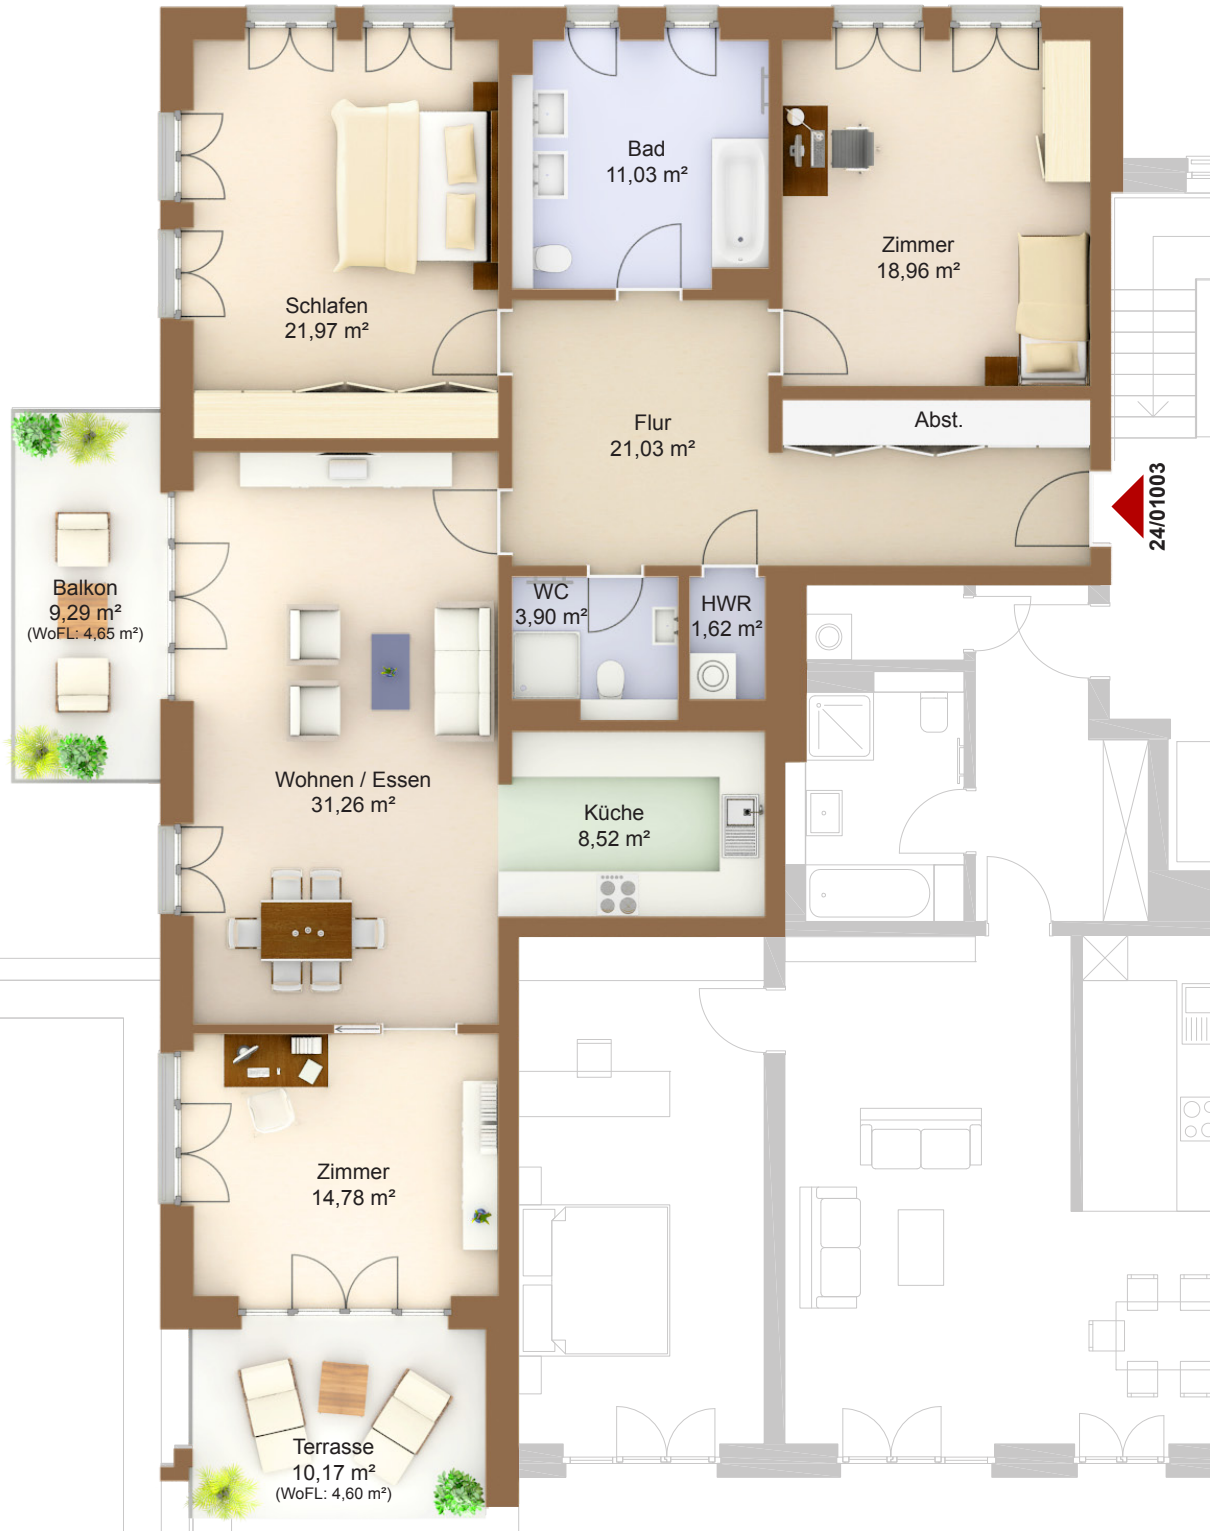 Bad
11,03 m²
Zimmer
18,96 m²
Schlafen
21,97 m²
Flur
21,03 m²
Abst.
24/01003
Balkon
9,29 m²
(WoFL: 4,65 m²)
WC
3,90 m²
HWR
1,62 m²
Wohnen / Essen
31,26 m²
Küche
8,52 m²
Zimmer
14,78 m²
Terrasse
10,17 m²
(WoFL: 4,60 m²)